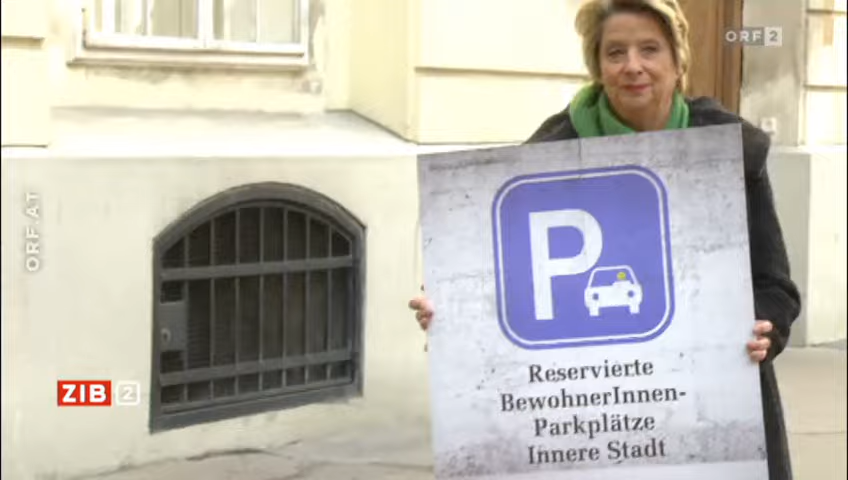 ORF 2
ORF.AT
P
Reservierte
BewohnerInnen-
Parkplätze
Innere Stadt
ZIB 2